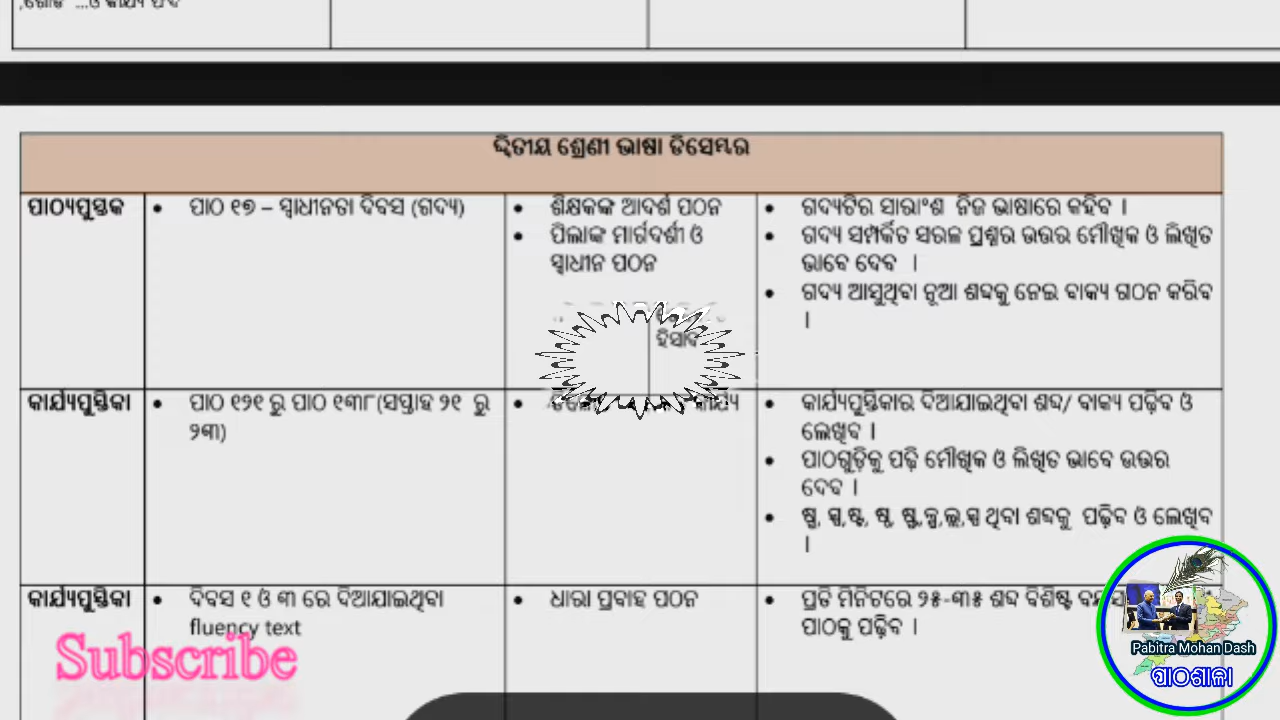 ଦ୍ୱିତୀୟ ଶ୍ରେଣୀ ଭାଷା ଡିସେମ୍ବର
ପାଠ୍ୟପୁସ୍ତକ
• ପାଠ ୧୭ – ସ୍ୱାଧୀନତା ଦିବସ (ଗଦ୍ୟ)
• ଶିକ୍ଷକଙ୍କ ଆଦର୍ଶ ପଠନ
• ପିଲାଙ୍କ ମାର୍ଗଦର୍ଶୀ ଓ
ସ୍ୱାଧୀନ ପଠନ
ହିସାବ
• ଗଦ୍ୟଟିର ସାରାଂଶ ନିଜ ଭାଷାରେ କହିବ ।
• ଗଦ୍ୟ ସମ୍ପର୍କିତ ସରଳ ପ୍ରଶ୍ନର ଉତ୍ତର ମୌଖିକ ଓ ଲିଖିତ
ଭାବେ ଦେବ ।
• ଗଦ୍ୟ ଆସୁଥିବା ନୂଆ ଶବ୍ଦକୁ ନେଇ ବାକ୍ୟ ଗଠନ କରିବ
।
କାର୍ଯ୍ୟପୁସ୍ତିକା
• ପାଠ ୧୨୧ ରୁ ପାଠ ୧୩୮(ସପ୍ତାହ ୨୧ ରୁ
୨୩)
କାର୍ଯ୍ୟ
• କାର୍ଯ୍ୟପୁସ୍ତିକାର ଦିଆଯାଇଥିବା ଶବ୍ଦ/ ବାକ୍ୟ ପଢ଼ିବ ଓ
ଲେଖିବ ।
• ପାଠଗୁଡ଼ିକୁ ପଢ଼ି ମୌଖିକ ଓ ଲିଖିତ ଭାବେ ଉତ୍ତର
ଦେବ ।
• ଥିବା ଶବ୍ଦକୁ ପଢ଼ିବ ଓ ଲେଖିବ
।
କାର୍ଯ୍ୟପୁସ୍ତିକା
• ଦିବସ ୧ ଓ ୩ ରେ ଦିଆଯାଇଥିବା
fluency text
• ଧାରା ପ୍ରବାହ ପଠନ
• ପ୍ରତି ମିନିଟରେ ୨୫-୩୫ ଶବ୍ଦ ବିଶିଷ୍ଟ
ପାଠକୁ ପଢ଼ିବ ।
Subscribe
Pabitra Mohan Dash
ପାଠଶାଳା